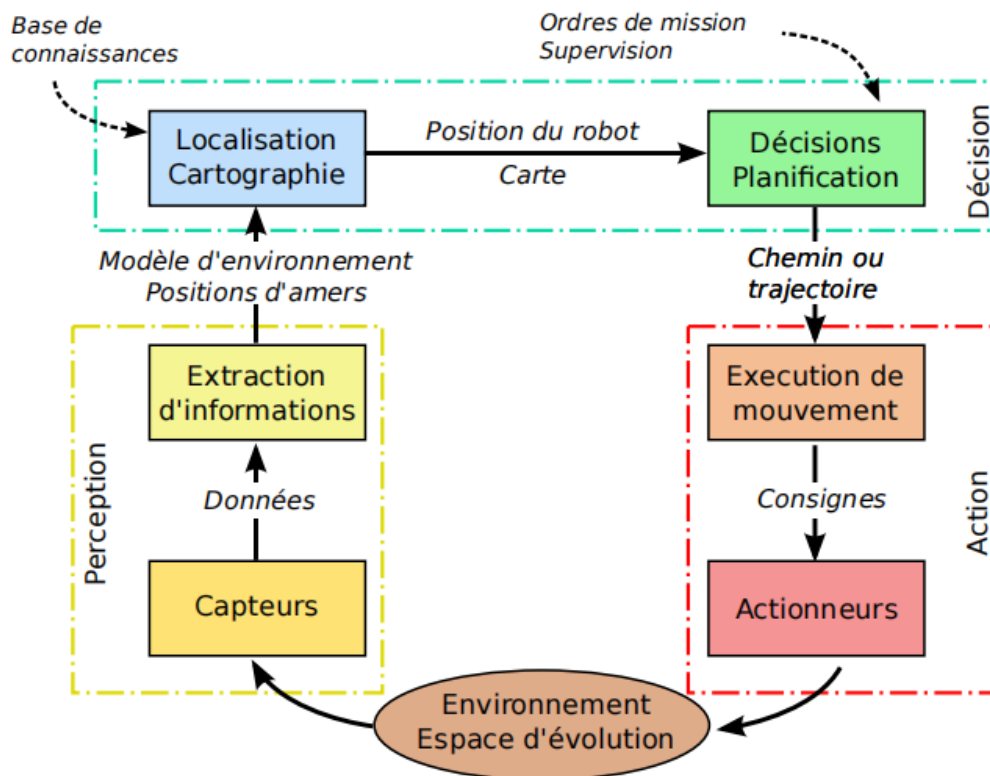 Base de
connaissances
Ordres de mission
Supervision
Localisation
Cartographie
Position du robot
Carte
Décisions
Planification
Décision
Modèle d'environnement
Positions d'amers
Chemin ou
trajectoire
Extraction
d'informations
Execution de
mouvement
Données
Consignes
Perception
Action
Capteurs
Actionneurs
Environnement
Espace d'évolution